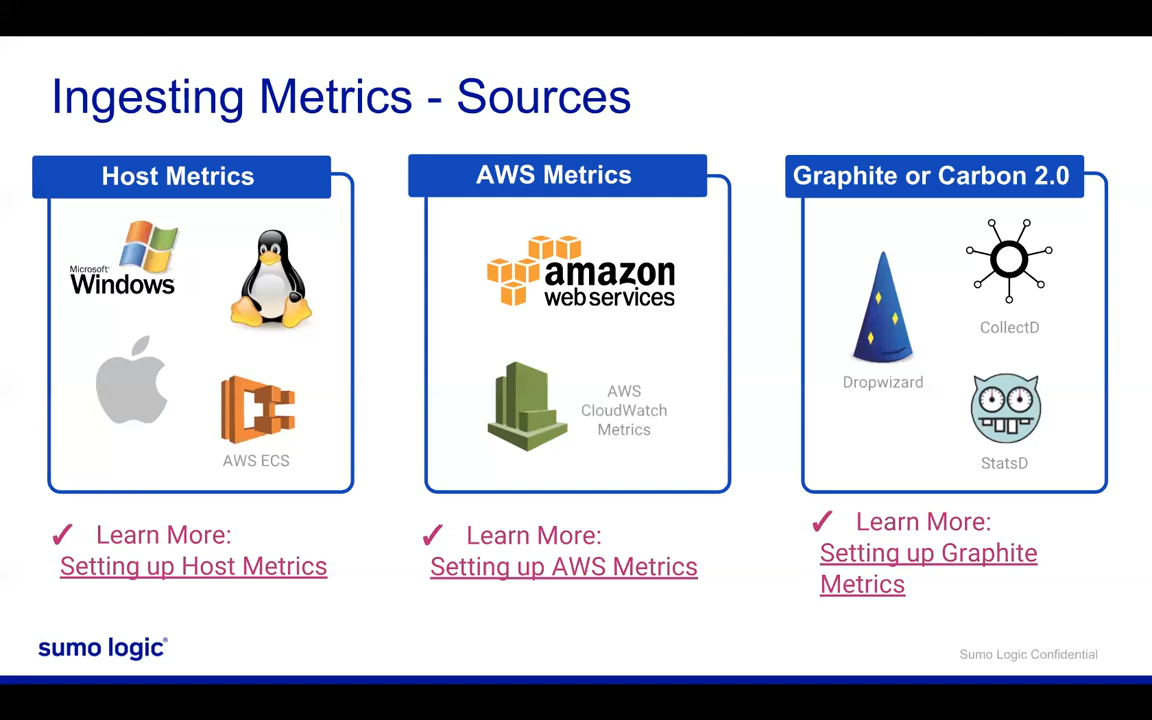 Ingesting Metrics - Sources
Host Metrics
Microsoft
Windows
AWS ECS
✓ Learn More:
Setting up Host Metrics
AWS Metrics
amazon
web services
AWS
CloudWatch
Metrics
✓ Learn More:
Setting up AWS Metrics
Graphite or Carbon 2.0
Dropwizard
CollectD
StatsD
✓ Learn More:
Setting up Graphite
Metrics
sumo logic®
Sumo Logic Confidential